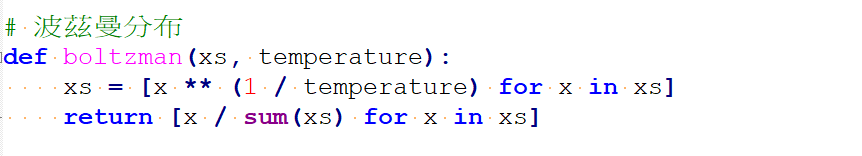 # 波茲曼分布
def boltzman(xs, temperature):
    xs = [x ** (1 / temperature) for x in xs]
    return [x / sum(xs) for x in xs]